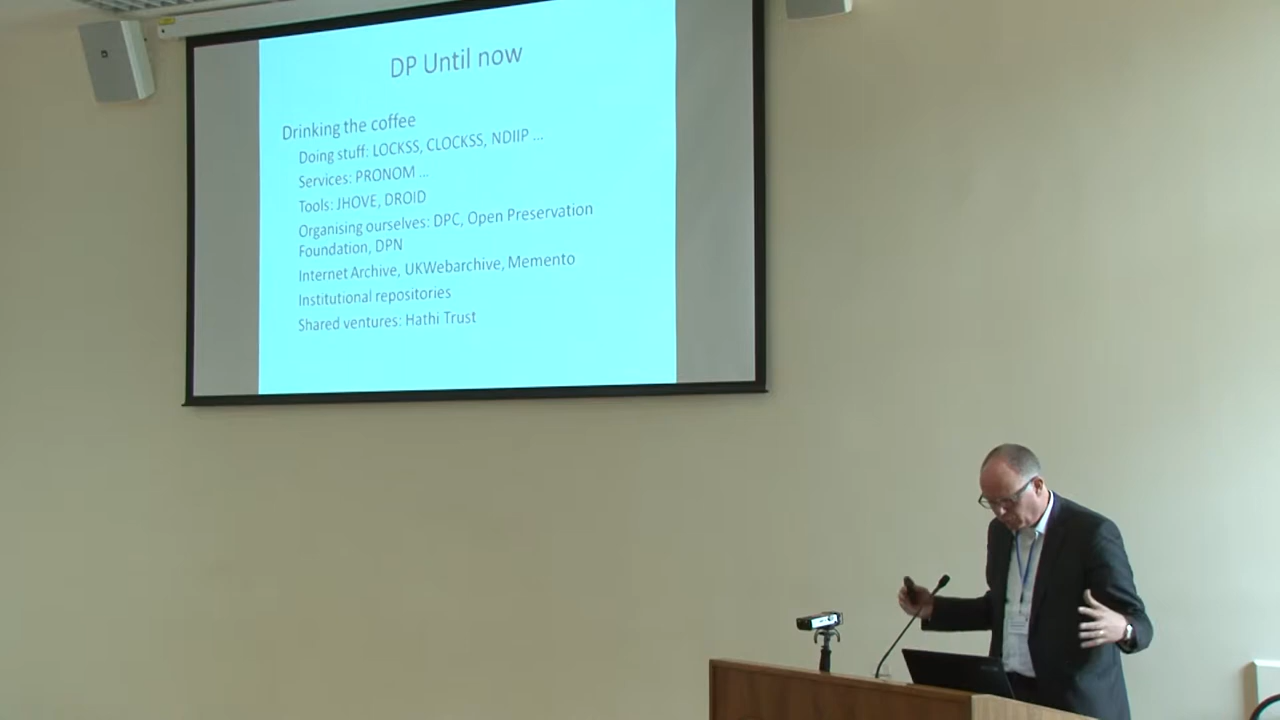 DP Until now
Drinking the coffee
Doing stuff: LOCKSS, CLOCKSS, NDIIP ...
Services: PRONOM ...
Tools: JHOVE, DROID
Organising ourselves: DPC, Open Preservation
Foundation, DPN
Internet Archive, UKWebarchive, Memento
Institutional repositories
Shared ventures: Hathi Trust